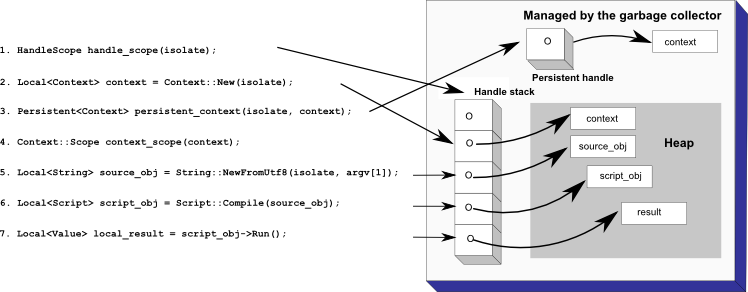 Managed by the garbage collector
1. HandleScope handle_scope(isolate);
O
context
2. Local<Context> context = Context::New(isolate);
Persistent handle
Handle stack
3. Persistent<Context> persistent_context(isolate, context);
O
context
4. Context::Scope context_scope(context);
O
source_obj
Heap
5. Local<String> source_obj = String::NewFromUtf8(isolate, argv[1]);
O
script_obj
6. Local<Script> script_obj = Script::Compile(source_obj);
O
result
7. Local<Value> local_result = script_obj->Run();
O